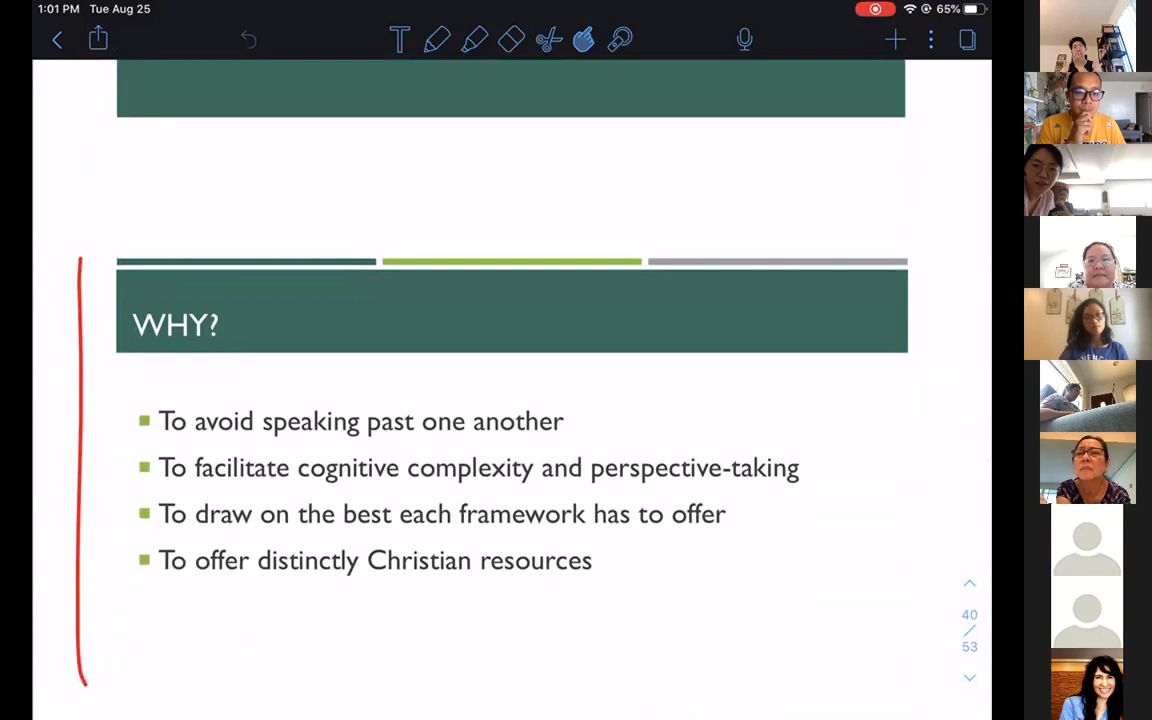 1:01 PM Tue Aug 25
65%
T
WHY?
To avoid speaking past one another
To facilitate cognitive complexity and perspective-taking
To draw on the best each framework has to offer
To offer distinctly Christian resources
40
/
53